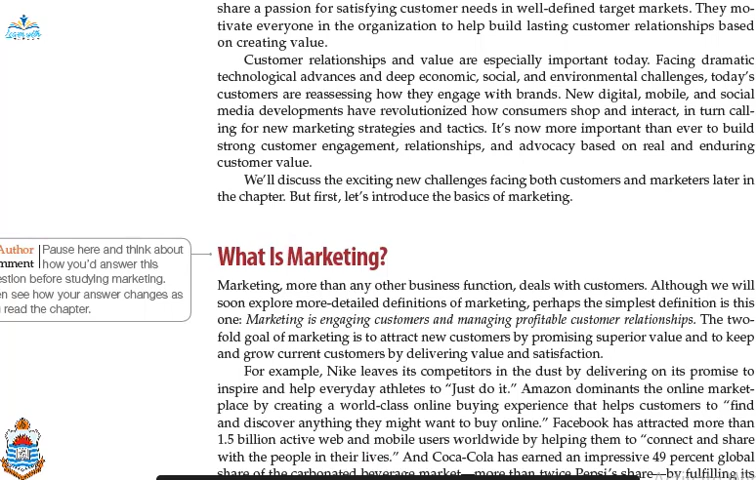 share a passion for satisfying customer needs in well-defined target markets. They mo-
tivate everyone in the organization to help build lasting customer relationships based
on creating value.
Customer relationships and value are especially important today. Facing dramatic
technological advances and deep economic, social, and environmental challenges, today's
customers are reassessing how they engage with brands. New digital, mobile, and social
media developments have revolutionized how consumers shop and interact, in turn call-
ing for new marketing strategies and tactics. It's now more important than ever to build
strong customer engagement, relationships, and advocacy based on real and enduring
customer value.
We'll discuss the exciting new challenges facing both customers and marketers later in
the chapter. But first, let's introduce the basics of marketing.
Author Pause here and think about
mment how you'd answer this
estion before studying marketing.
en see how your answer changes as
read the chapter.
What Is Marketing?
Marketing, more than any other business function, deals with customers. Although we will
soon explore more-detailed definitions of marketing, perhaps the simplest definition is this
one: Marketing is engaging customers and managing profitable customer relationships. The two-
fold goal of marketing is to attract new customers by promising superior value and to keep
and grow current customers by delivering value and satisfaction.
For example, Nike leaves its competitors in the dust by delivering on its promise to
inspire and help everyday athletes to "Just do it." Amazon dominants the online market-
place by creating a world-class online buying experience that helps customers to "find
and discover anything they might want to buy online." Facebook has attracted more than
1.5 billion active web and mobile users worldwide by helping them to "connect and share
with the people in their lives." And Coca-Cola has earned an impressive 49 percent global
share of the carbonated beverage market—more than twice Pepsi's share—by fulfilling its